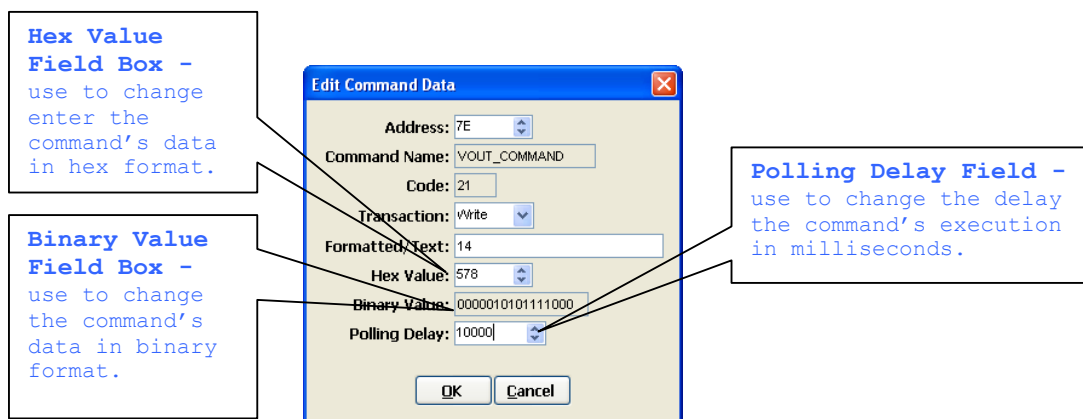 Hex Value
Field Box -
use to change
enter the
command's data
in hex format.
Binary Value
Field Box -
use to change
the command's
data in binary
format.
Edit Command Data
Address: 7E
Command Name: VOUT_COMMAND
Code: 21
Transaction: Write
Formatted/Text: 14
Hex Value: 578
Binary Value: 0000010101111000
Polling Delay: 10000
OK Cancel
Polling Delay Field -
use to change the delay
the command's execution
in milliseconds.